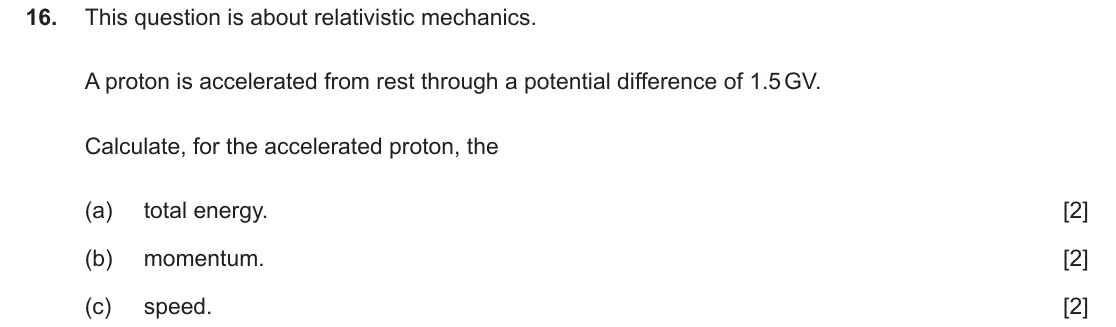 16. This question is about relativistic mechanics.
A proton is accelerated from rest through a potential difference of 1.5 GV.
Calculate, for the accelerated proton, the
(a) total energy. [2]
(b) momentum. [2]
(c) speed. [2]